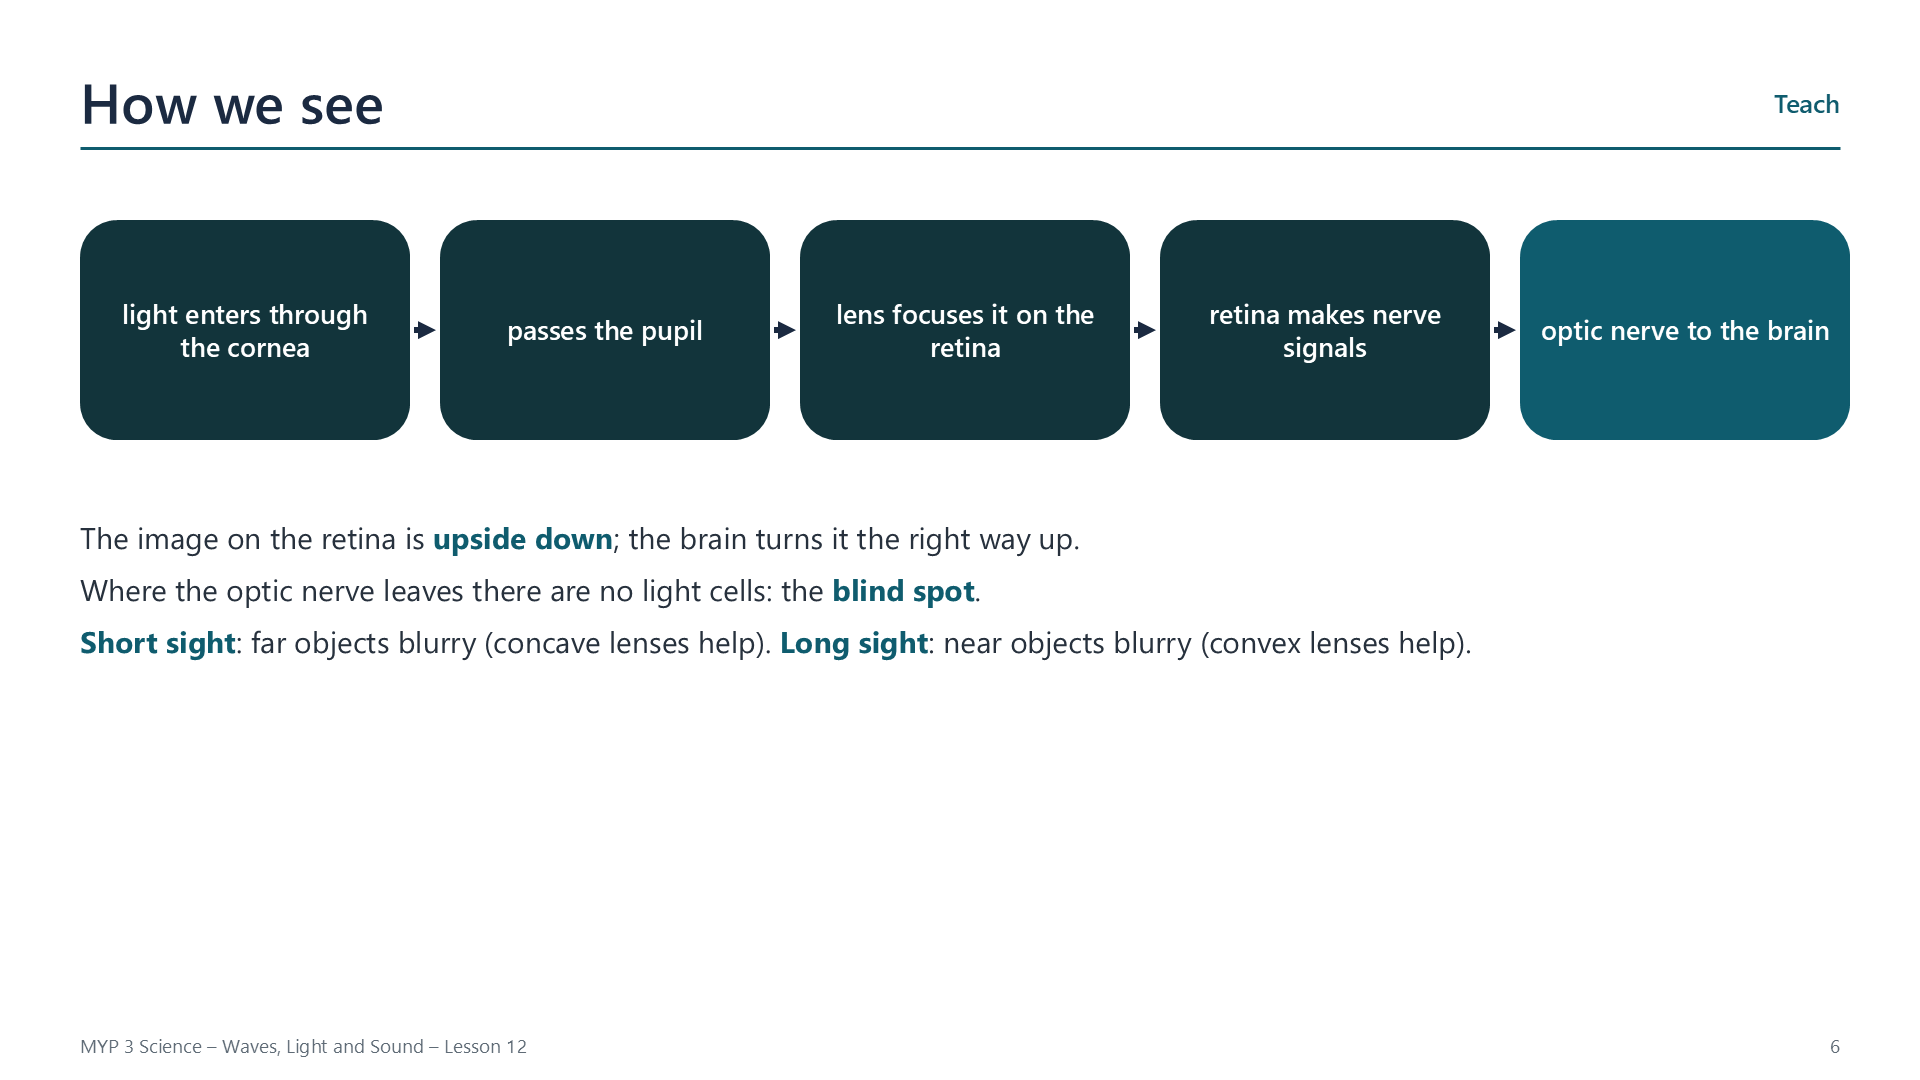 How we see
Teach
light enters through
the cornea
passes the pupil
lens focuses it on the
retina
retina makes nerve
signals
optic nerve to the brain
The image on the retina is upside down; the brain turns it the right way up.
Where the optic nerve leaves there are no light cells: the blind spot.
Short sight: far objects blurry (concave lenses help). Long sight: near objects blurry (convex lenses help).
MYP 3 Science – Waves, Light and Sound – Lesson 12
6